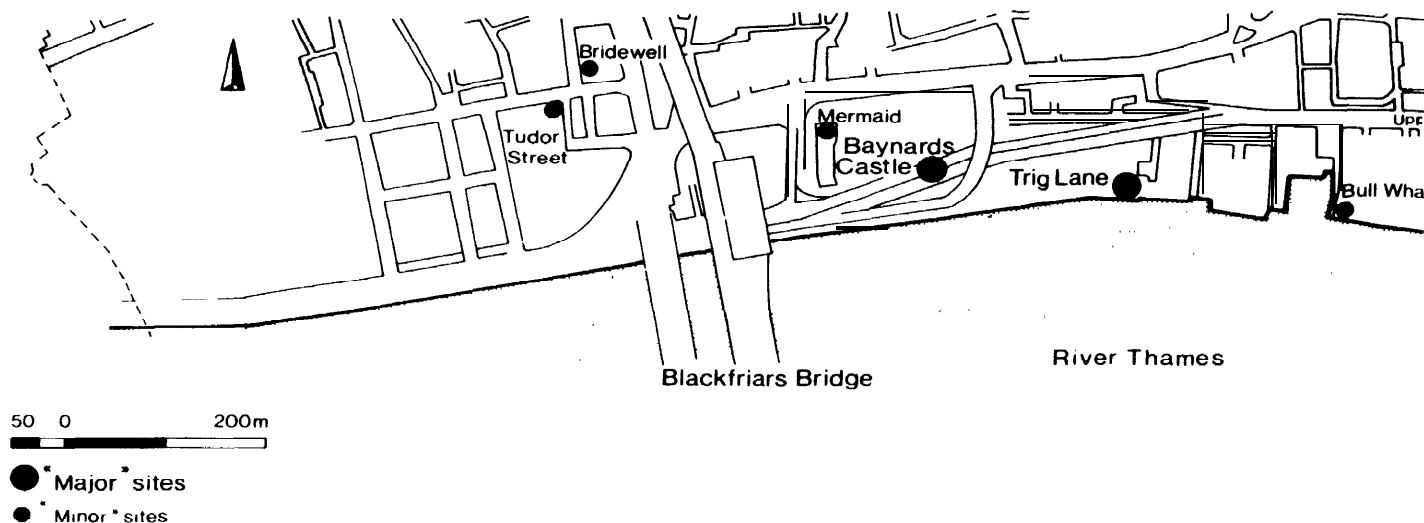 Bridewell
Tudor
Street
Mermaid
Baynards
Castle
Trig Lane
UPF
Bull Wha
River Thames
Blackfriars Bridge
50 0 200m
"Major" sites
"Minor" sites